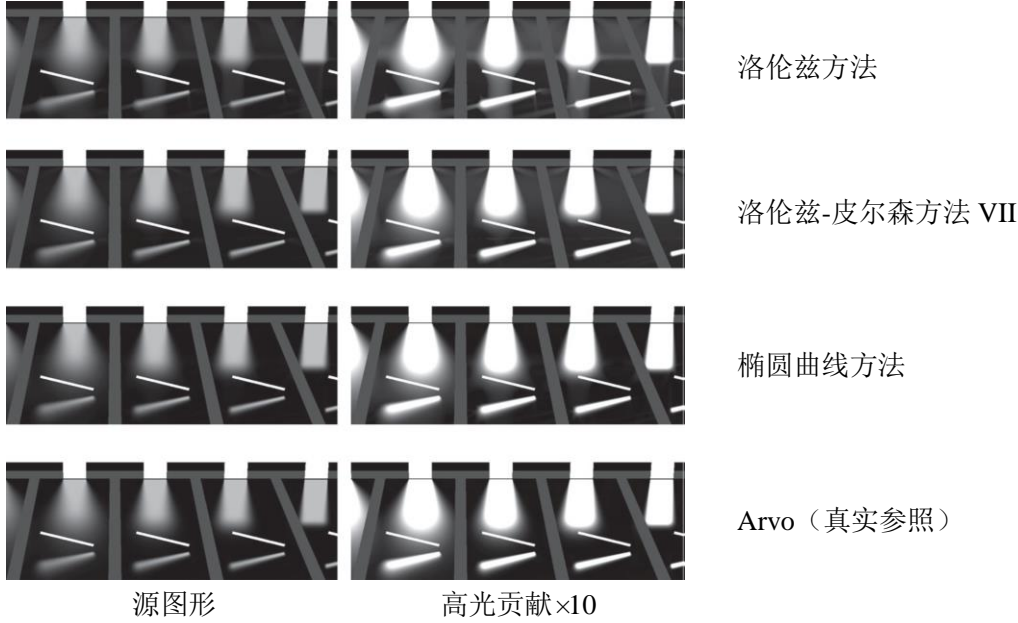 洛伦兹方法
洛伦兹-皮尔森方法 VII
椭圆曲线方法
Arvo（真实参照）
源图形
高光贡献×10